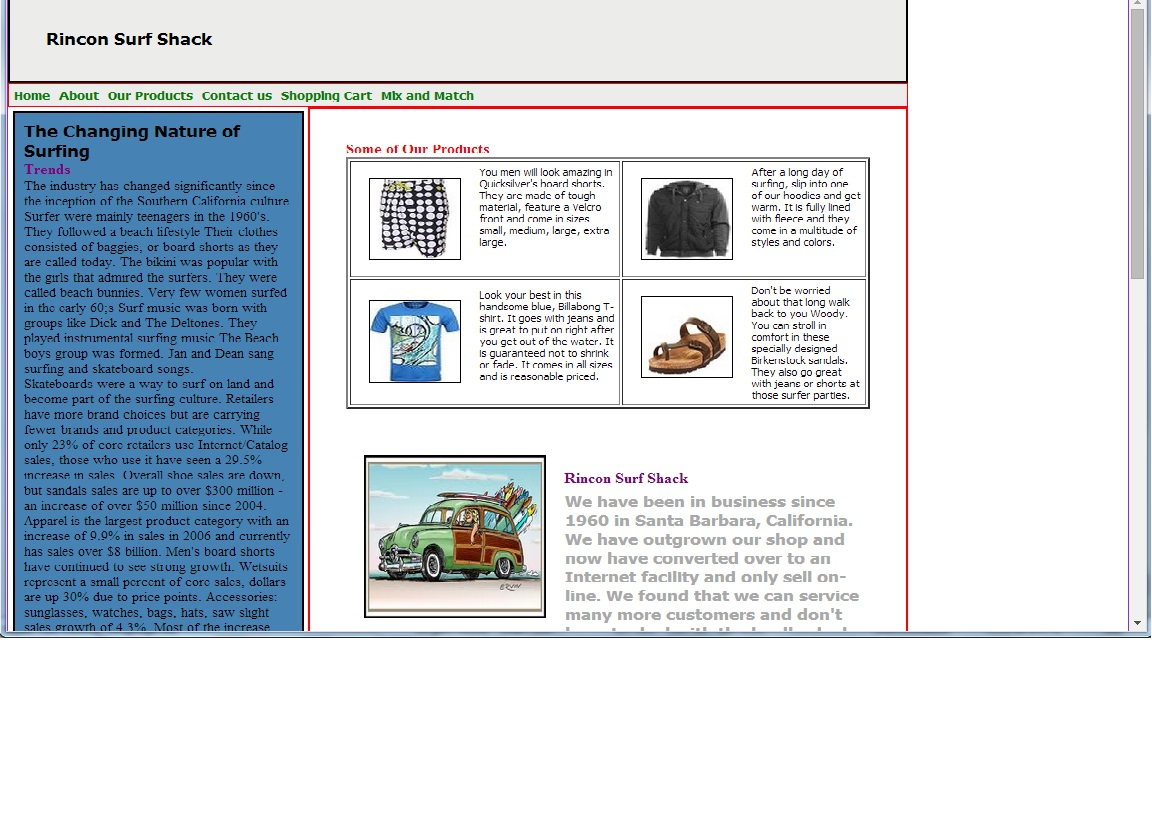 Rincon Surf Shack
Home About Our Products Contact us Shopping Cart Mix and Match
The Changing Nature of
Surfing
Trends
The industry has changed significantly since
the inception of the Southern California culture
Surfer were mainly teenagers in the 1960's.
They followed a beach lifestyle Their clothes
consisted of baggies, or board shorts as they
are called today. The bikini was popular with
the girls that admired the surfers. They were
called beach bunnies. Very few women surfed
in the early 60;s Surf music was born with
groups like Dick and The Deltones. They
played instrumental surfing music The Beach
boys group was formed. Jan and Dean sang
surfing and skateboard songs.
Skateboards were a way to surf on land and
become part of the surfing culture. Retailers
have more brand choices but are carrying
fewer brands and product categories. While
only 23% of core retailers use Internet/Catalog
sales, those who use it have seen a 29.5%
increase in sales. Overall shoe sales are down,
but sandals sales are up to over $300 million -
an increase of over $50 million since 2004.
Apparel is the largest product category with an
increase of 9.9% in sales in 2006 and currently
has sales over $8 billion. Men's board shorts
have continued to see strong growth. Wetsuits
represent a small percent of core sales, dollars
are up 30% due to price points. Accessories:
sunglasses, watches, bags, hats, saw slight
sales growth of 4.3%. Most of the increase
Some of Our Products
You men will look amazing in
Quicksilver's board shorts.
They are made of tough
material, feature a Velcro
front and come in sizes
small, medium, large, extra
large.
After a long day of
surfing, slip into one
of our hoodies and get
warm. It is fully lined
with fleece and they
come in a multitude of
styles and colors.
Look your best in this
handsome blue, Billabong T-
shirt. It goes with jeans and
is great to put on right after
you get out of the water. It
is guaranteed not to shrink
or fade. It comes in all sizes
and is reasonable priced.
Don't be worried
about that long walk
back to you Woody.
You can stroll in
comfort in these
specially designed
Birkenstock sandals.
They also go great
with jeans or shorts at
those surfer parties.
ERVIN
Rincon Surf Shack
We have been in business since
1960 in Santa Barbara, California.
We have outgrown our shop and
now have converted over to an
Internet facility and only sell on-
line. We found that we can service
many more customers and don't